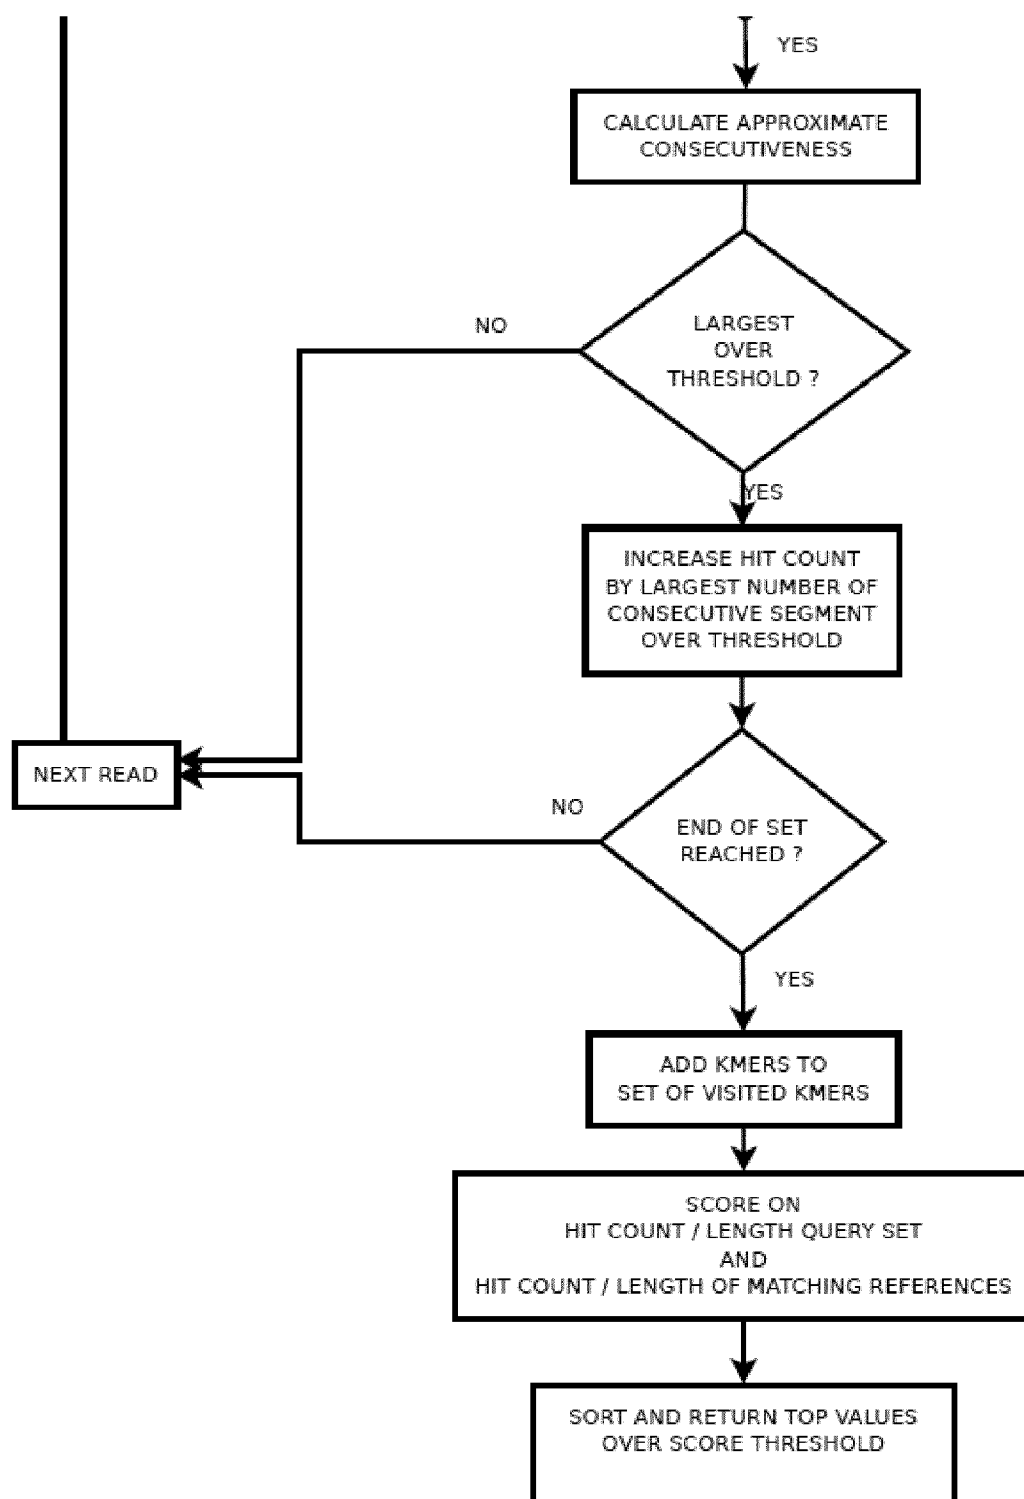 YES
CALCULATE APPROXIMATE
CONSECUTIVENESS
NO
LARGEST
OVER
THRESHOLD ?
YES
INCREASE HIT COUNT
BY LARGEST NUMBER OF
CONSECUTIVE SEGMENT
OVER THRESHOLD
NEXT READ
NO
END OF SET
REACHED ?
YES
ADD KMERS TO
SET OF VISITED KMERS
SCORE ON
HIT COUNT / LENGTH QUERY SET
AND
HIT COUNT / LENGTH OF MATCHING REFERENCES
SORT AND RETURN TOP VALUES
OVER SCORE THRESHOLD